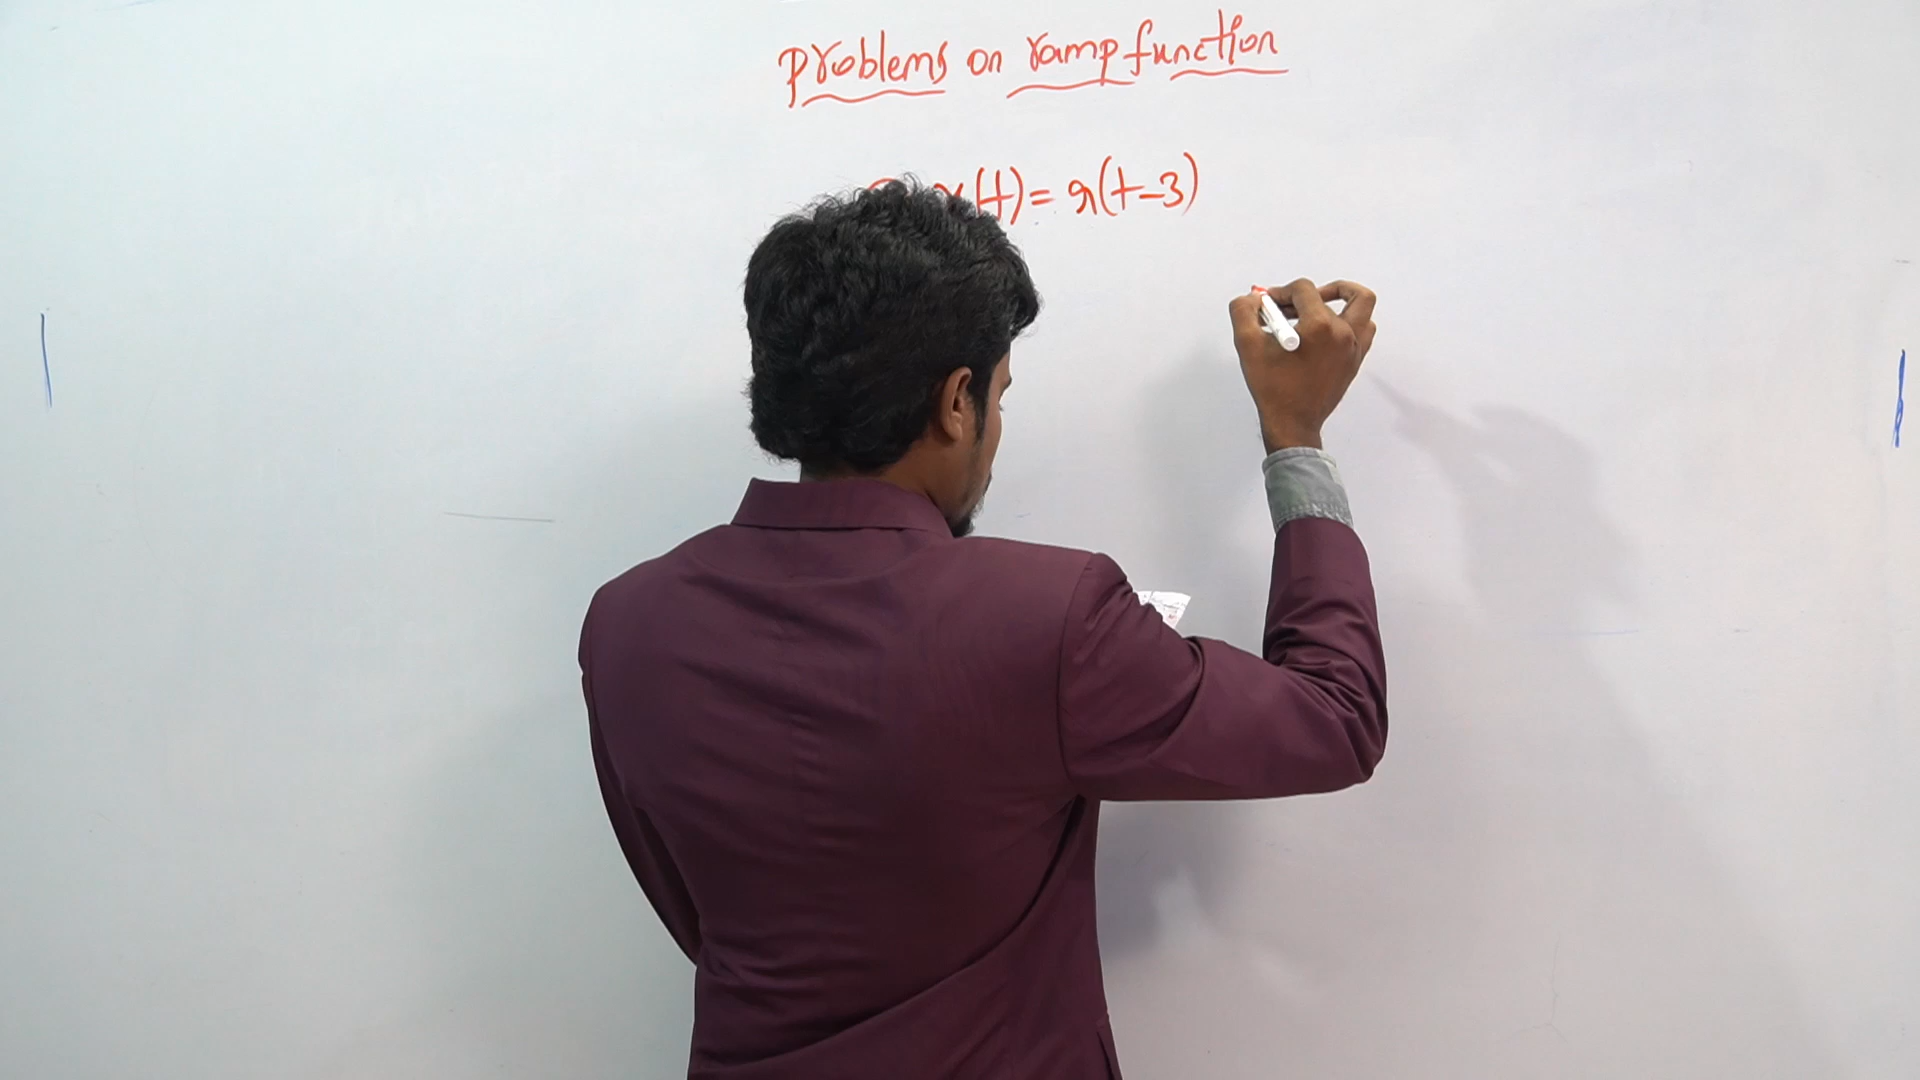 Problems on ramp function
x(t) = r(t-3)